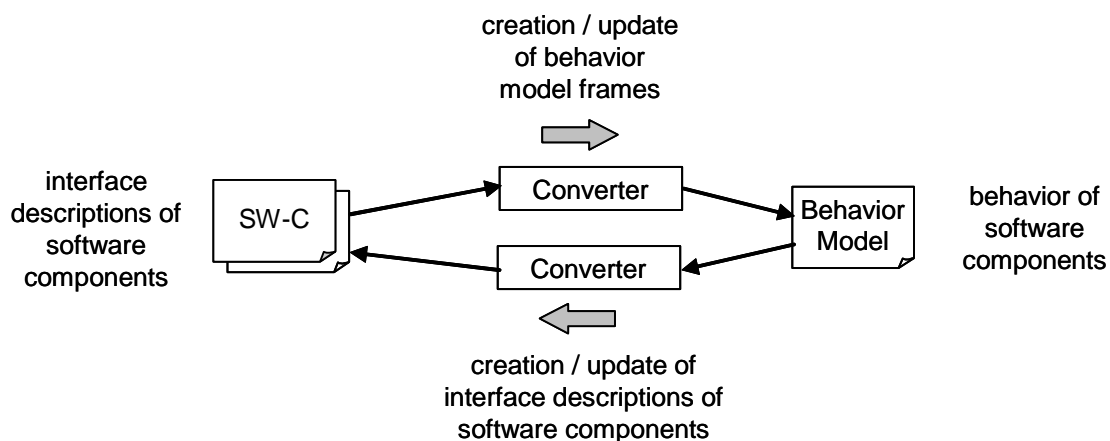 creation / update
of behavior
model frames
interface
descriptions of
software
components
SW-C
Converter
Converter
Behavior
Model
behavior of
software
components
creation / update of
interface descriptions of
software components